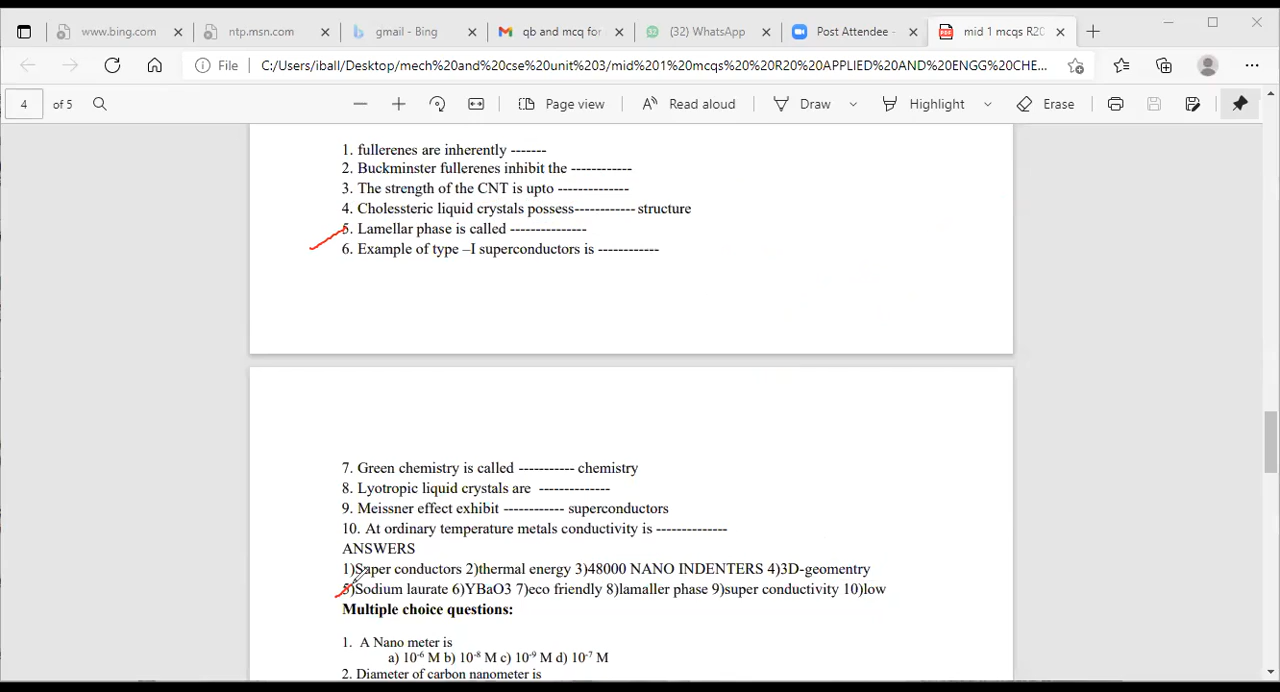 www.bing.com
ntp.msn.com
gmail - Bing
qb and mcq for
(32) WhatsApp
Post Attendee -
mid 1 mcqs R20
File C:/Users/iball/Desktop/mech%20and%20cse%20unit%203/mid%201%20mcqs%20%20R20%20APPLIED%20AND%20ENGG%20CHE...
4 of 5 Page view Read aloud Draw Highlight Erase
1. fullerenes are inherently -------
2. Buckminster fullerenes inhibit the ------------
3. The strength of the CNT is upto --------------
4. Cholessteric liquid crystals possess------------ structure
5. Lamellar phase is called ---------------
6. Example of type –I superconductors is ------------
7. Green chemistry is called ----------- chemistry
8. Lyotropic liquid crystals are --------------
9. Meissner effect exhibit ------------ superconductors
10. At ordinary temperature metals conductivity is --------------
ANSWERS
1)Super conductors 2)thermal energy 3)48000 NANO INDENTERS 4)3D-geomentry
5)Sodium laurate 6)YBaO3 7)eco friendly 8)lamaller phase 9)super conductivity 10)low
Multiple choice questions:
1. A Nano meter is
a) 10-6 M b) 10-8 M c) 10-9 M d) 10-7 M
2. Diameter of carbon nanometer is